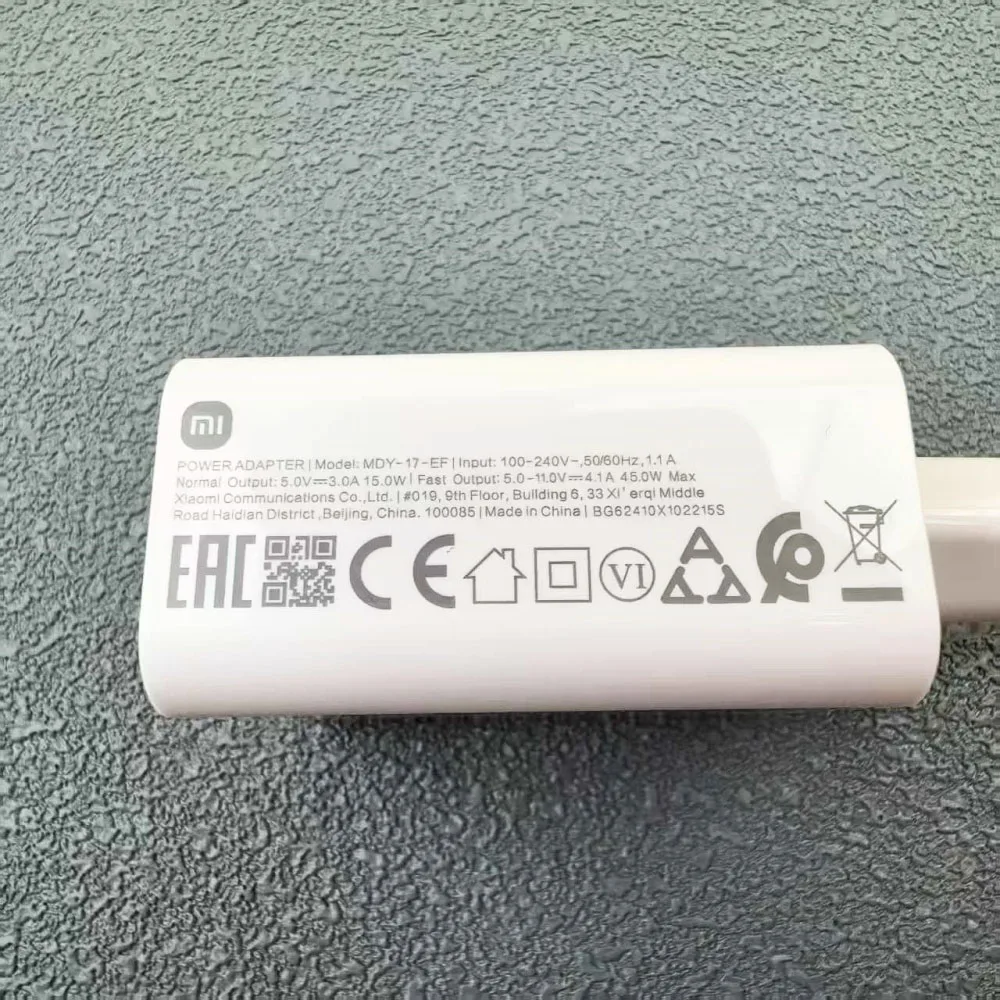 mi
POWER ADAPTER | Model: MDY-17-EF | Input: 100-240V~,50/60Hz,1.1A
Normal Output: 5.0V⎓3.0A 15.0W | Fast Output: 5.0-11.0V⎓4.1A 45.0W Max
Xiaomi Communications Co.,Ltd. | #019, 9th Floor, Building 6, 33 Xi'erqi Middle
Road Haidian District ,Beijing, China. 100085 | Made in China | BG62410X102215S
EAC CE VI